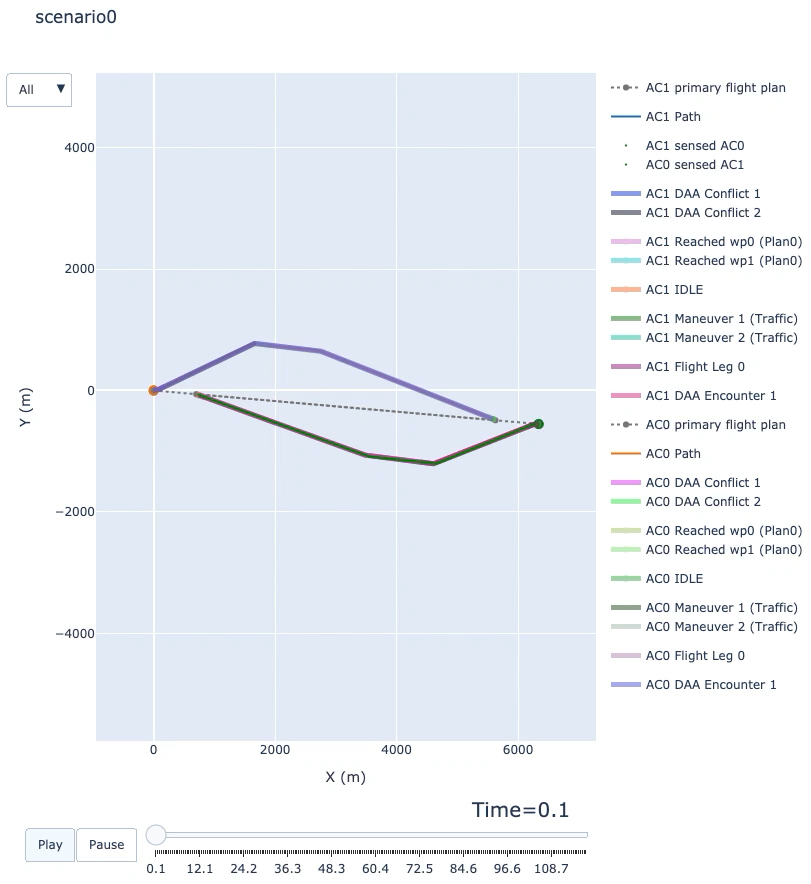 scenario0
All ▼
4000
2000
0
−2000
−4000
Y (m)
0 2000 4000 6000
X (m)
AC1 primary flight plan
AC1 Path
AC1 sensed AC0
AC0 sensed AC1
AC1 DAA Conflict 1
AC1 DAA Conflict 2
AC1 Reached wp0 (Plan0)
AC1 Reached wp1 (Plan0)
AC1 IDLE
AC1 Maneuver 1 (Traffic)
AC1 Maneuver 2 (Traffic)
AC1 Flight Leg 0
AC1 DAA Encounter 1
AC0 primary flight plan
AC0 Path
AC0 DAA Conflict 1
AC0 DAA Conflict 2
AC0 Reached wp0 (Plan0)
AC0 Reached wp1 (Plan0)
AC0 IDLE
AC0 Maneuver 1 (Traffic)
AC0 Maneuver 2 (Traffic)
AC0 Flight Leg 0
AC0 DAA Encounter 1
Time=0.1
Play Pause
0.1 12.1 24.2 36.3 48.3 60.4 72.5 84.6 96.6 108.7